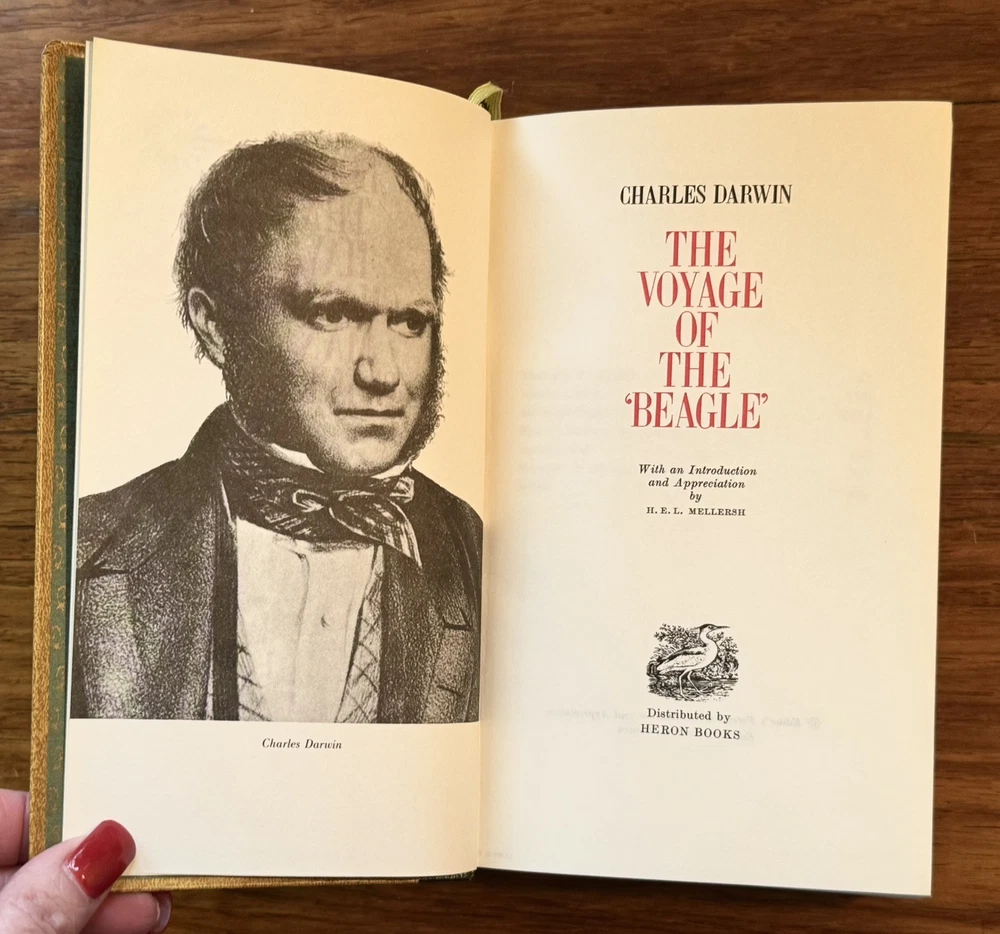 Charles Darwin
CHARLES DARWIN
THE
VOYAGE
OF
THE
‘BEAGLE’
With an Introduction
and Appreciation
by
H. E. L. MELLERSH
Distributed by
HERON BOOKS